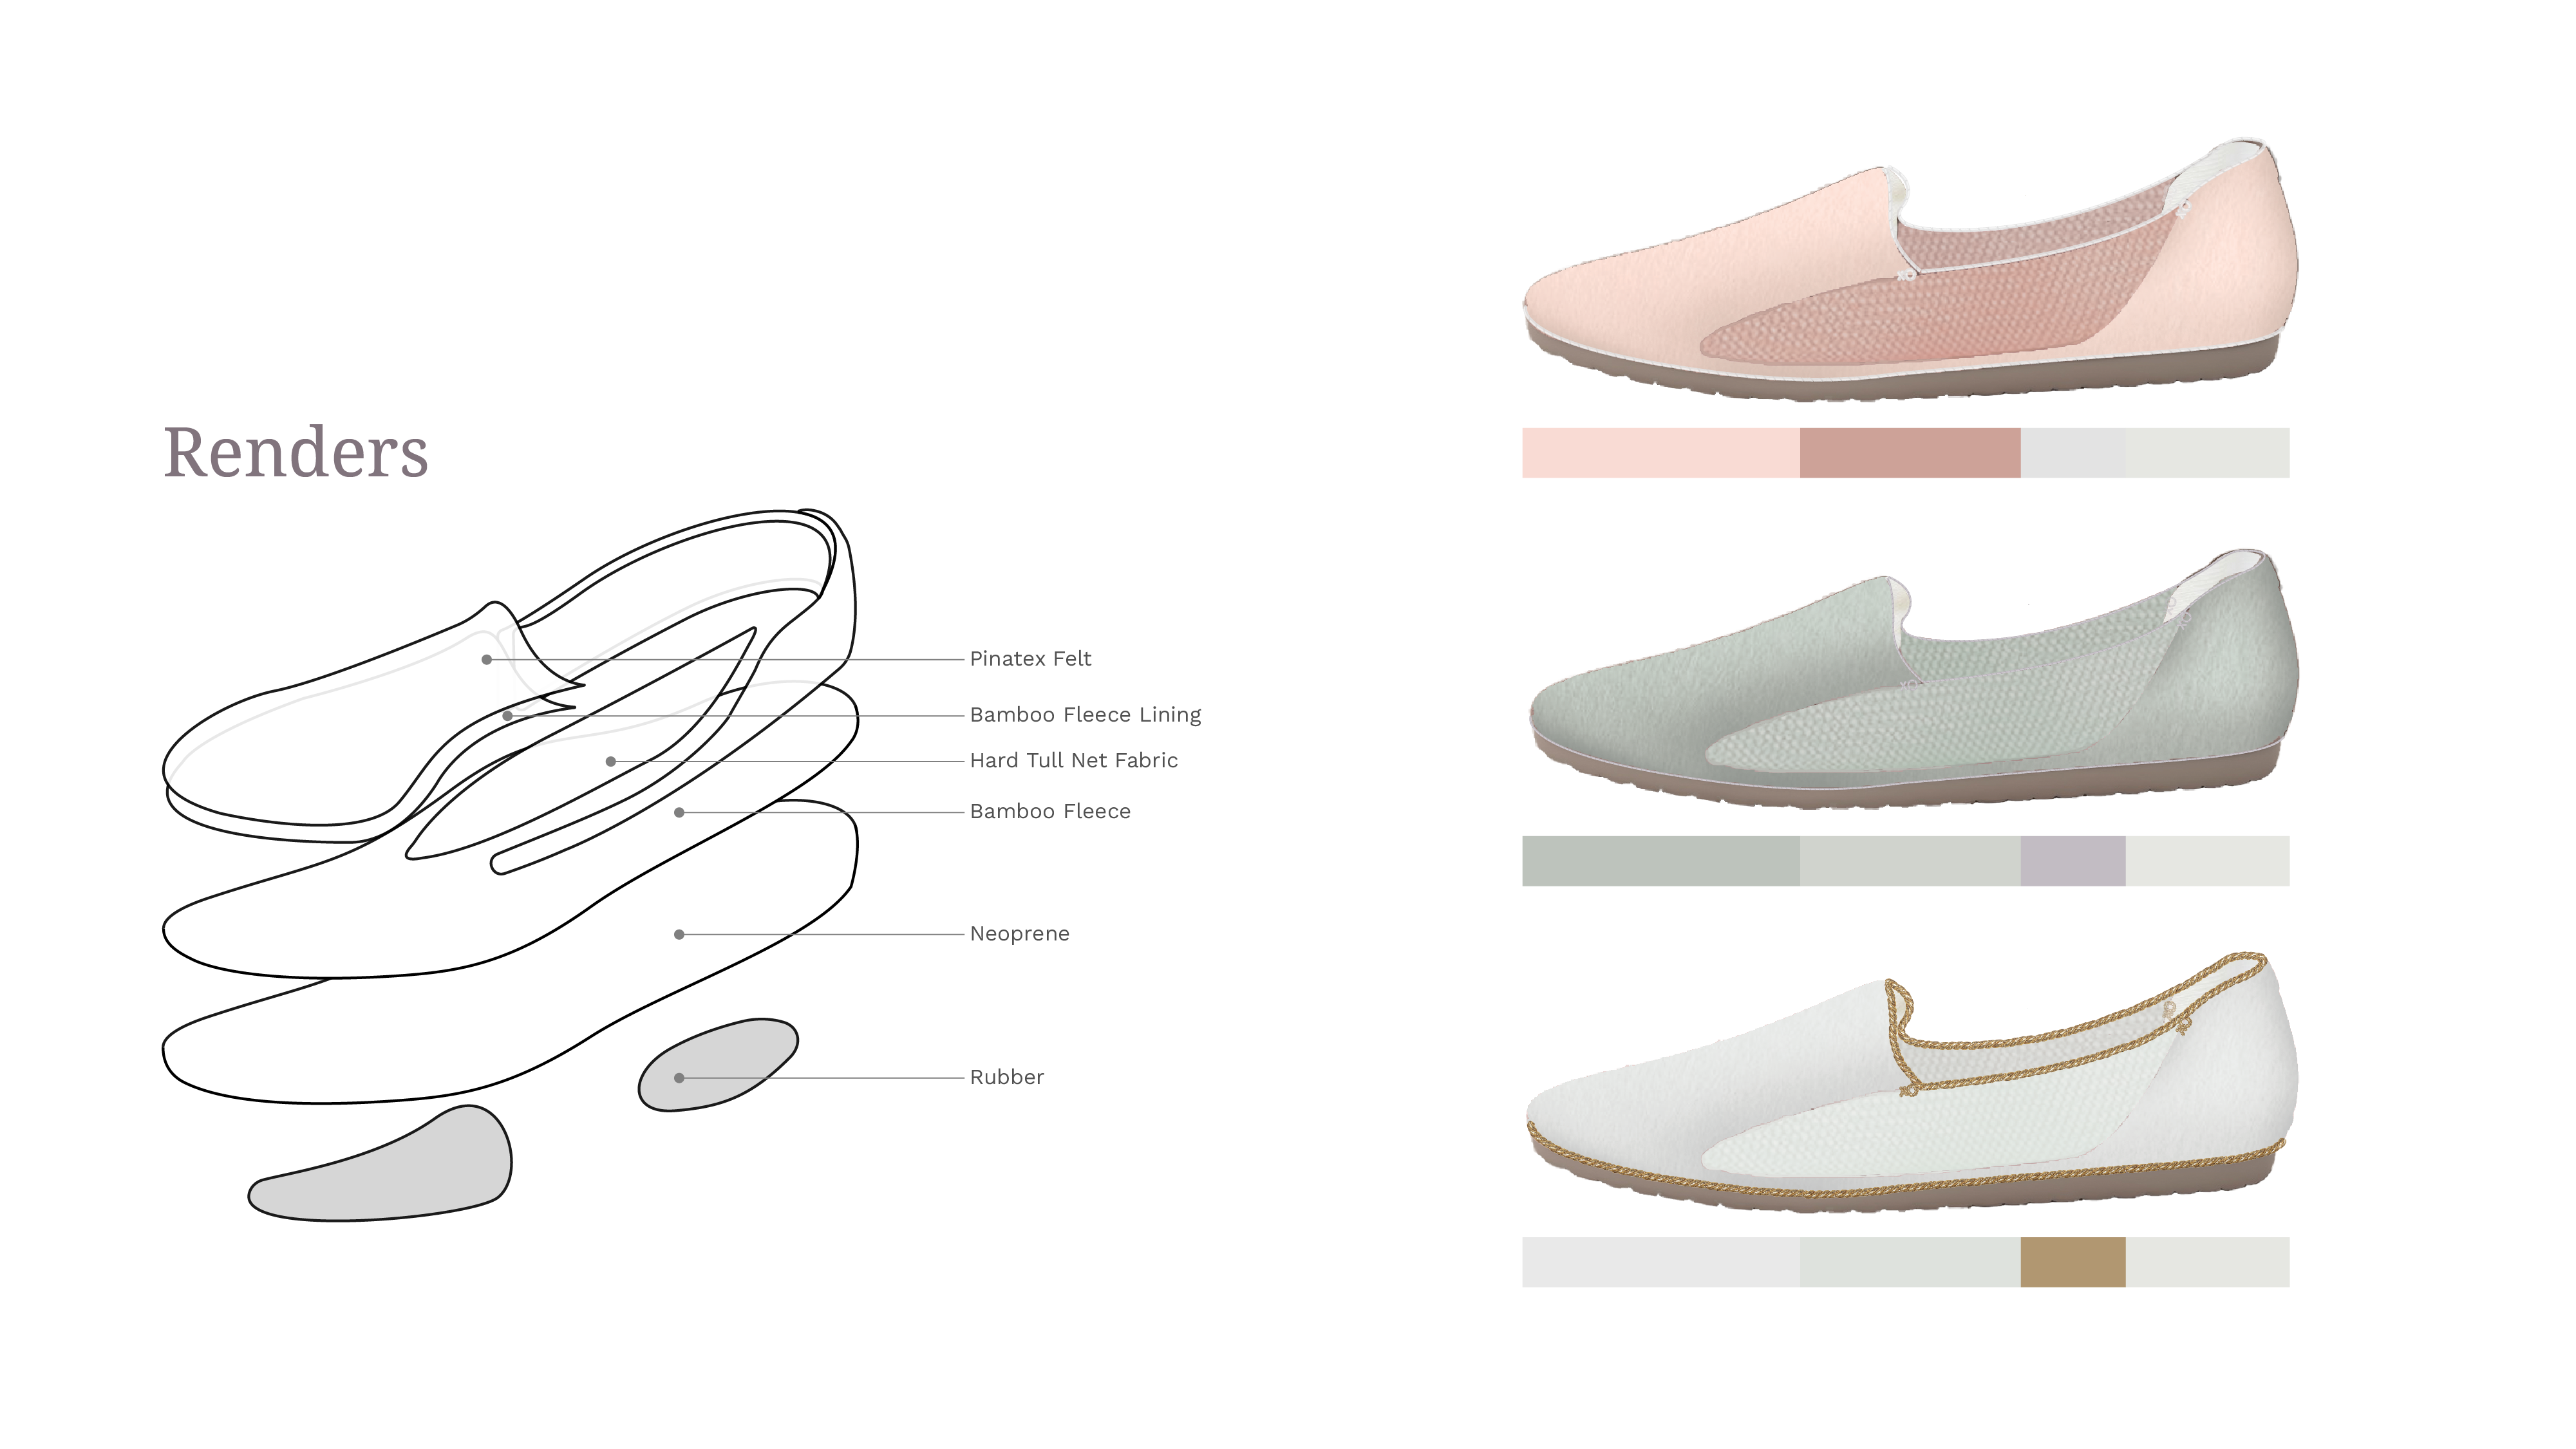 Renders
Pinatex Felt
Bamboo Fleece Lining
Hard Tull Net Fabric
Bamboo Fleece
Neoprene
Rubber